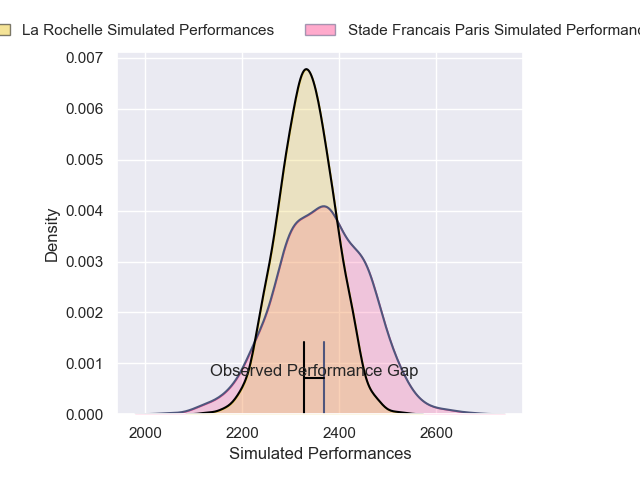 La Rochelle Simulated Performances
Stade Francais Paris Simulated
0.007
0.006
0.005
0.004
0.003
0.002
0.001
0.000
Density
Observed Performance Gap
2000 2200 2400 2600
Simulated Performances